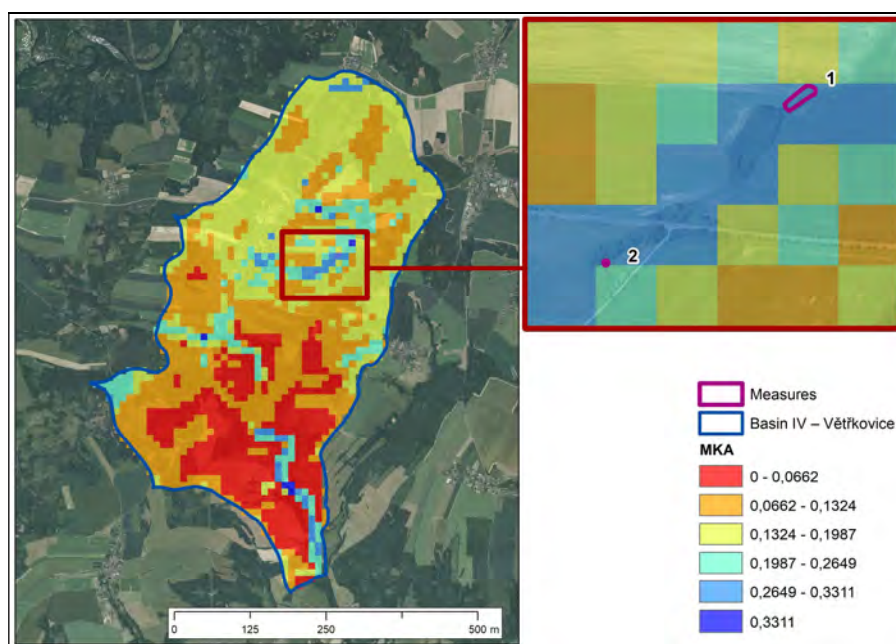 1
2
Measures
Basin IV – Větřkovice
MKA
0 - 0,0662
0,0662 - 0,1324
0,1324 - 0,1987
0,1987 - 0,2649
0,2649 - 0,3311
0,3311
0 125 250 500 m